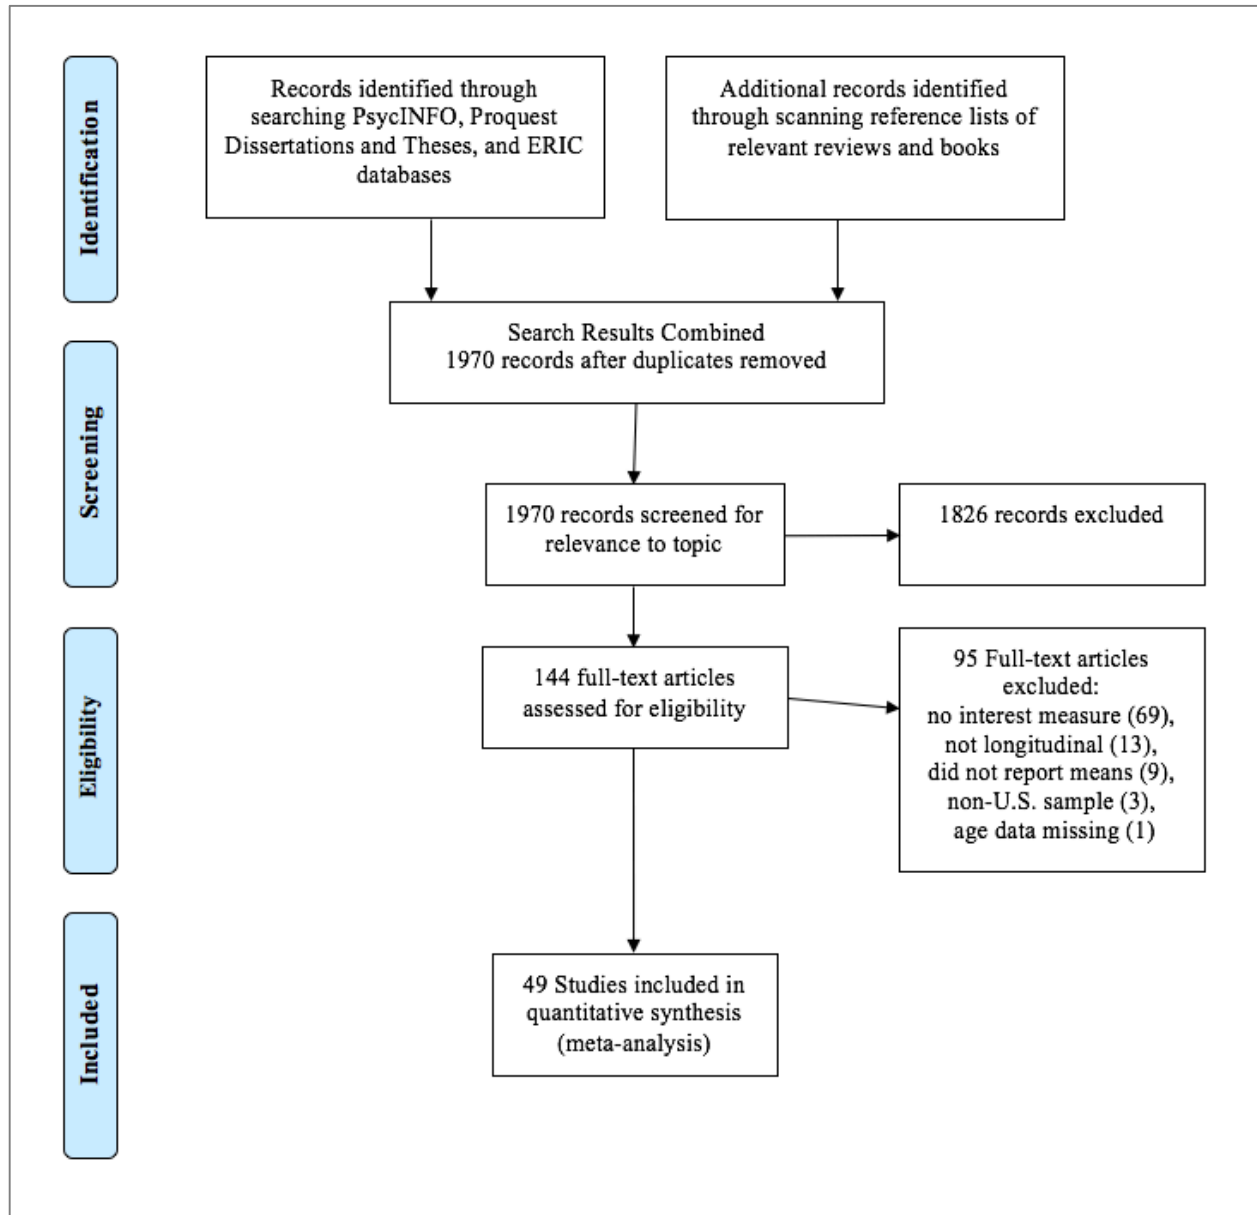 Identification
Records identified through
searching PsycINFO, Proquest
Dissertations and Theses, and ERIC
databases
Additional records identified
through scanning reference lists of
relevant reviews and books
Search Results Combined
1970 records after duplicates removed
Screening
1970 records screened for
relevance to topic
1826 records excluded
Eligibility
144 full-text articles
assessed for eligibility
95 Full-text articles
excluded:
no interest measure (69),
not longitudinal (13),
did not report means (9),
non-U.S. sample (3),
age data missing (1)
Included
49 Studies included in
quantitative synthesis
(meta-analysis)